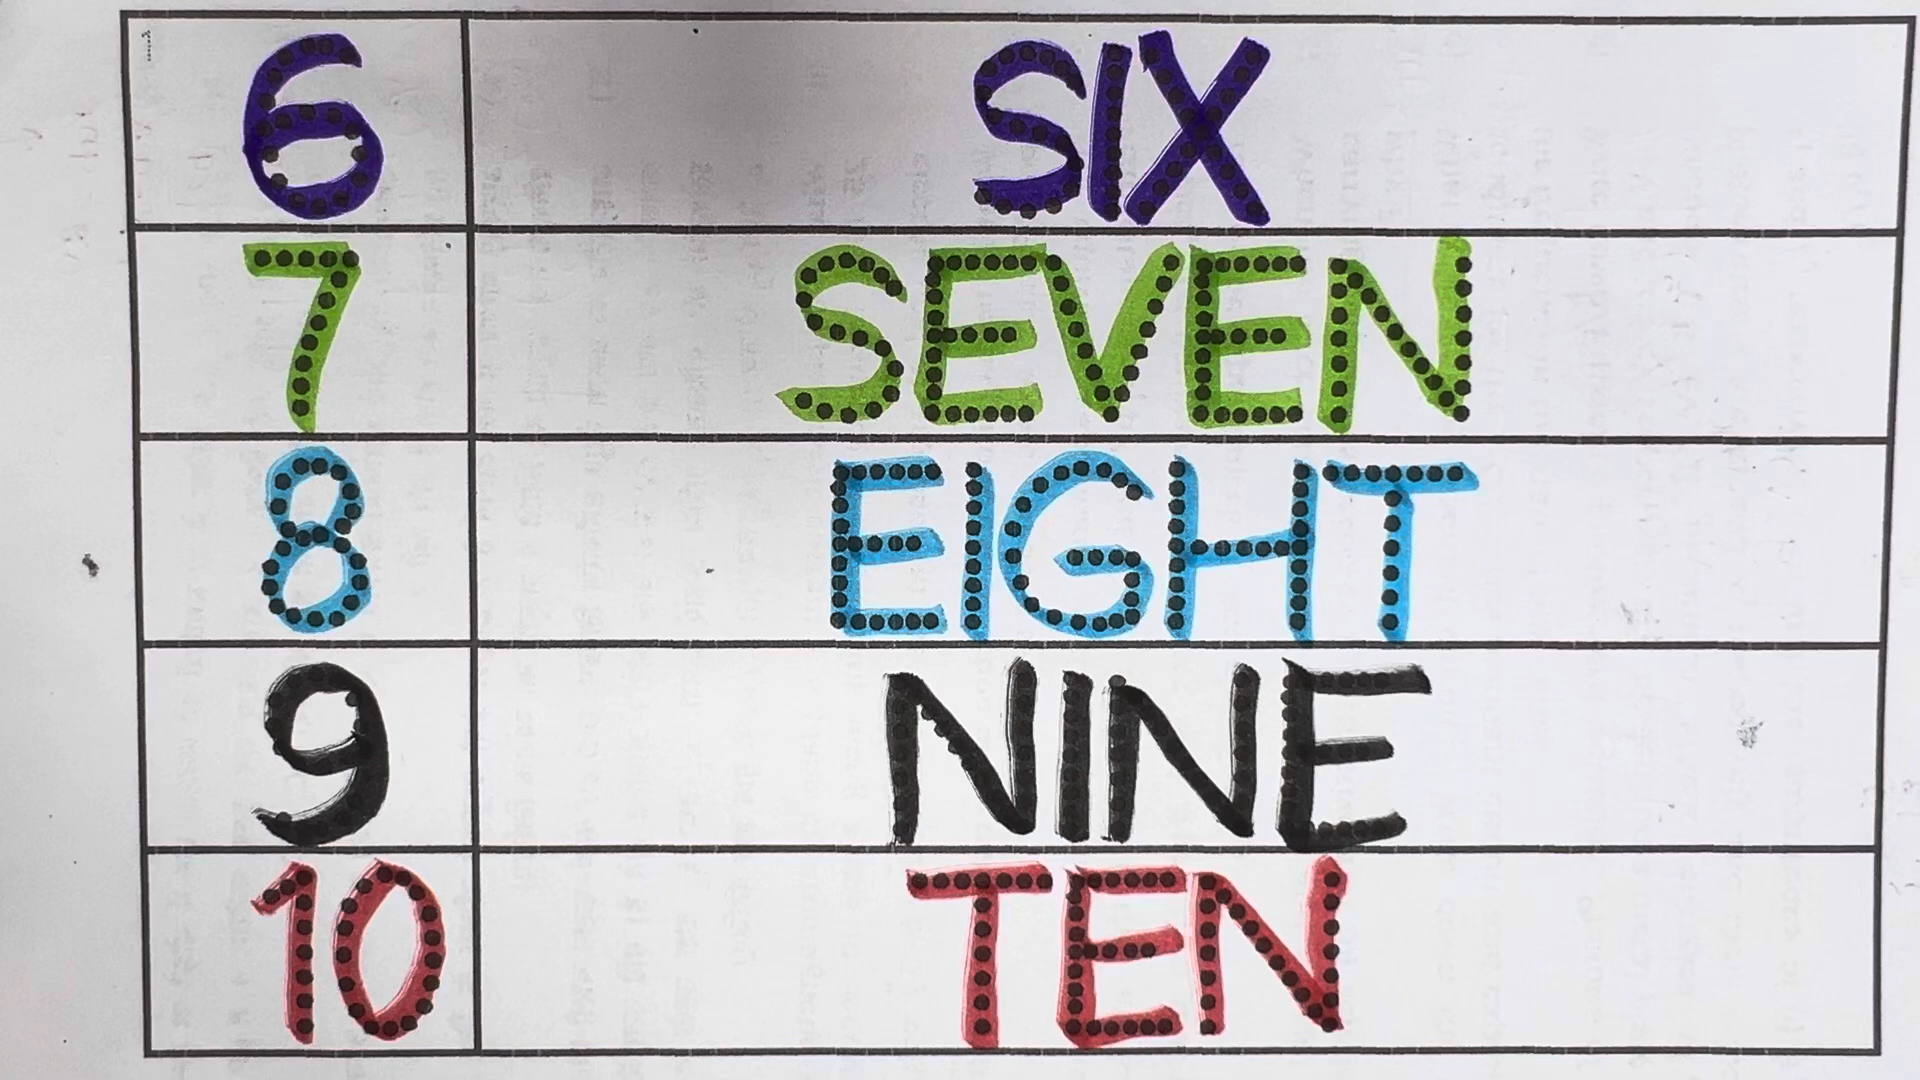 6 SIX
7 SEVEN
8 EIGHT
9 NINE
10 TEN